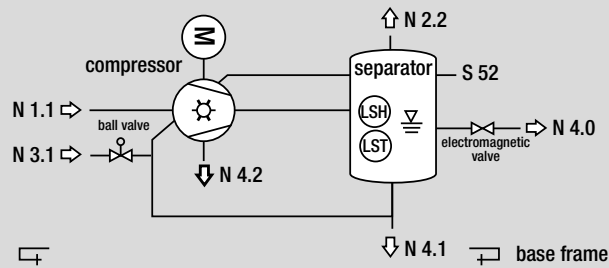 N 2.2
M
compressor
separator
S 52
N 1.1
LSH
ball valve
N 4.0
N 3.1
LST
electromagnetic
valve
N 4.2
N 4.1
base frame